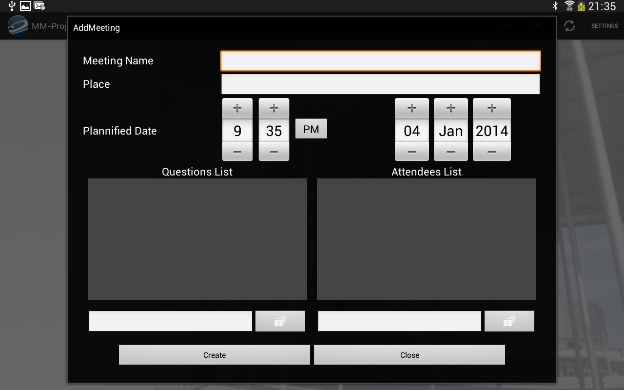 21:35
MM-Proj
SETTINGS
AddMeeting
Meeting Name
Place
Plannified Date
+ + + + +
9 35 PM 04 Jan 2014
− − − − −
Questions List Attendees List
Create Close